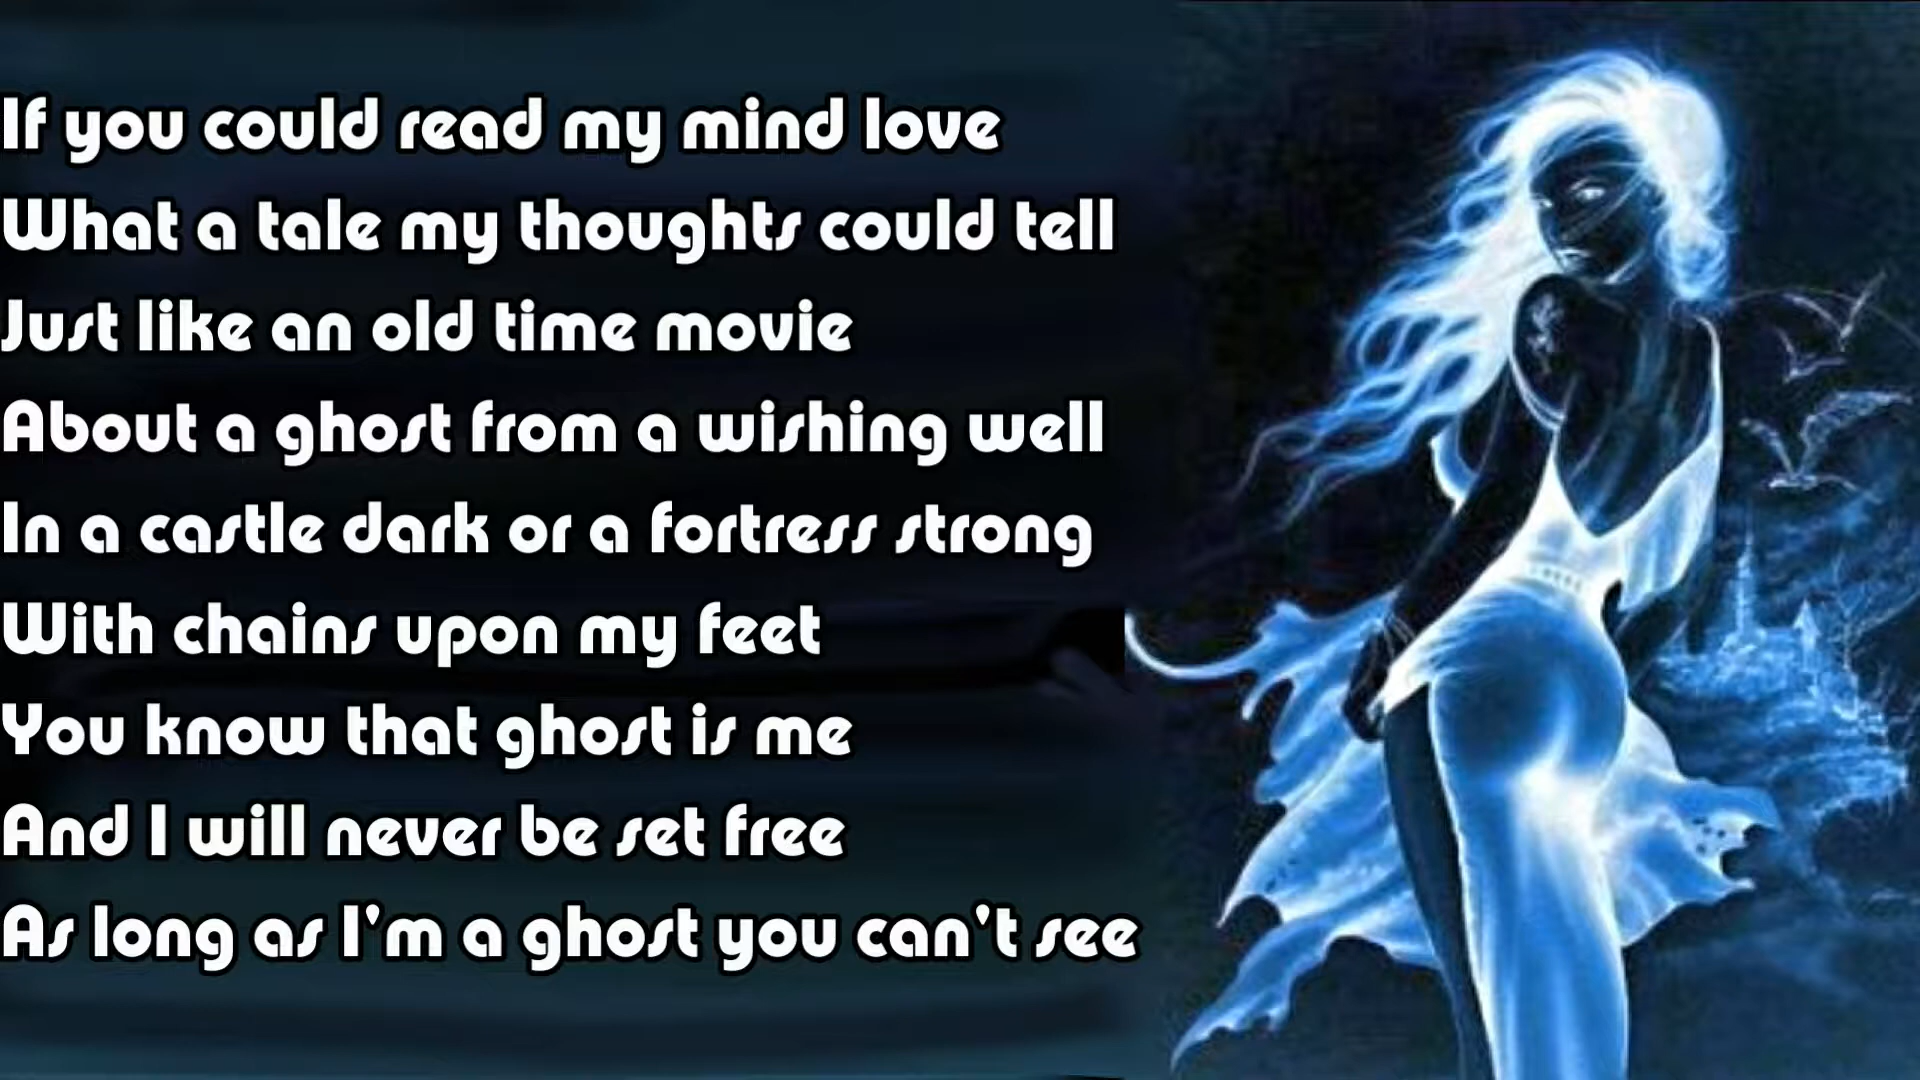 If you could read my mind love
What a tale my thoughts could tell
Just like an old time movie
About a ghost from a wishing well
In a castle dark or a fortress strong
With chains upon my feet
You know that ghost is me
And I will never be set free
As long as I'm a ghost you can't see